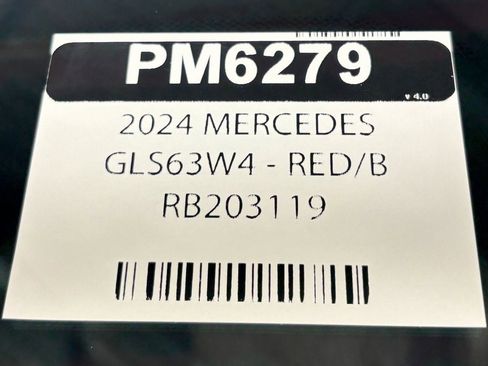 PM6279
v 4.0
2024 MERCEDES
GLS63W4 - RED/B
RB203119